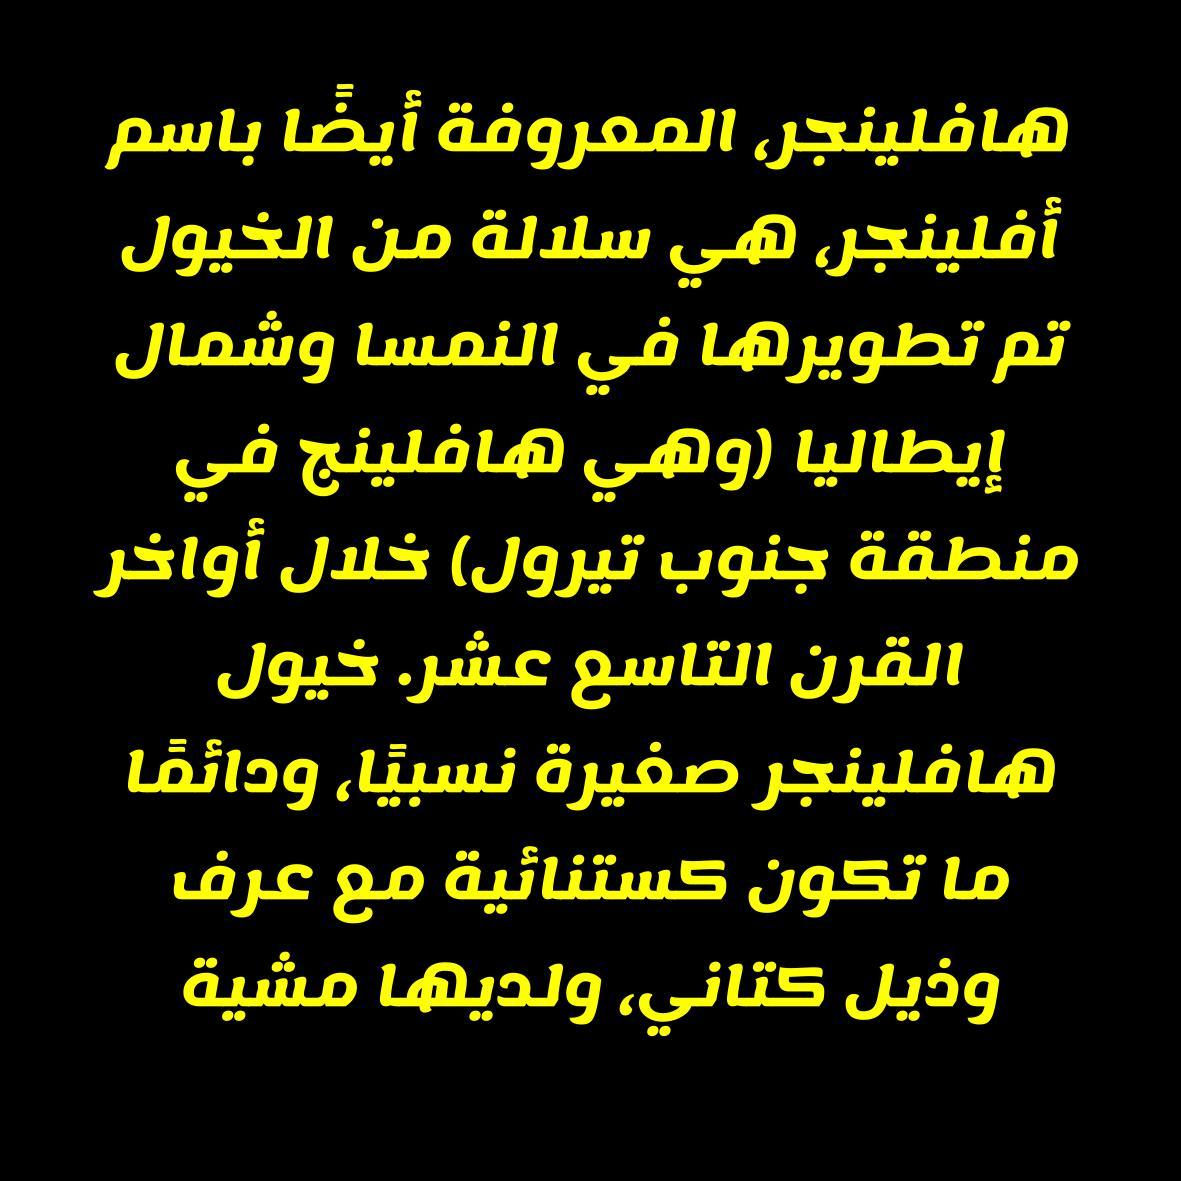 هافلينجر، المعروفة أيضًا باسم
أفلينجر، هي سلالة من الخيول
تم تطويرها في النمسا وشمال
إيطاليا (وهي هافلينج في
منطقة جنوب تيرول) خلال أواخر
القرن التاسع عشر. خيول
هافلينجر صغيرة نسبيًا، ودائمًا
ما تكون كستنائية مع عرف
وذيل كتاني، ولديها مشية